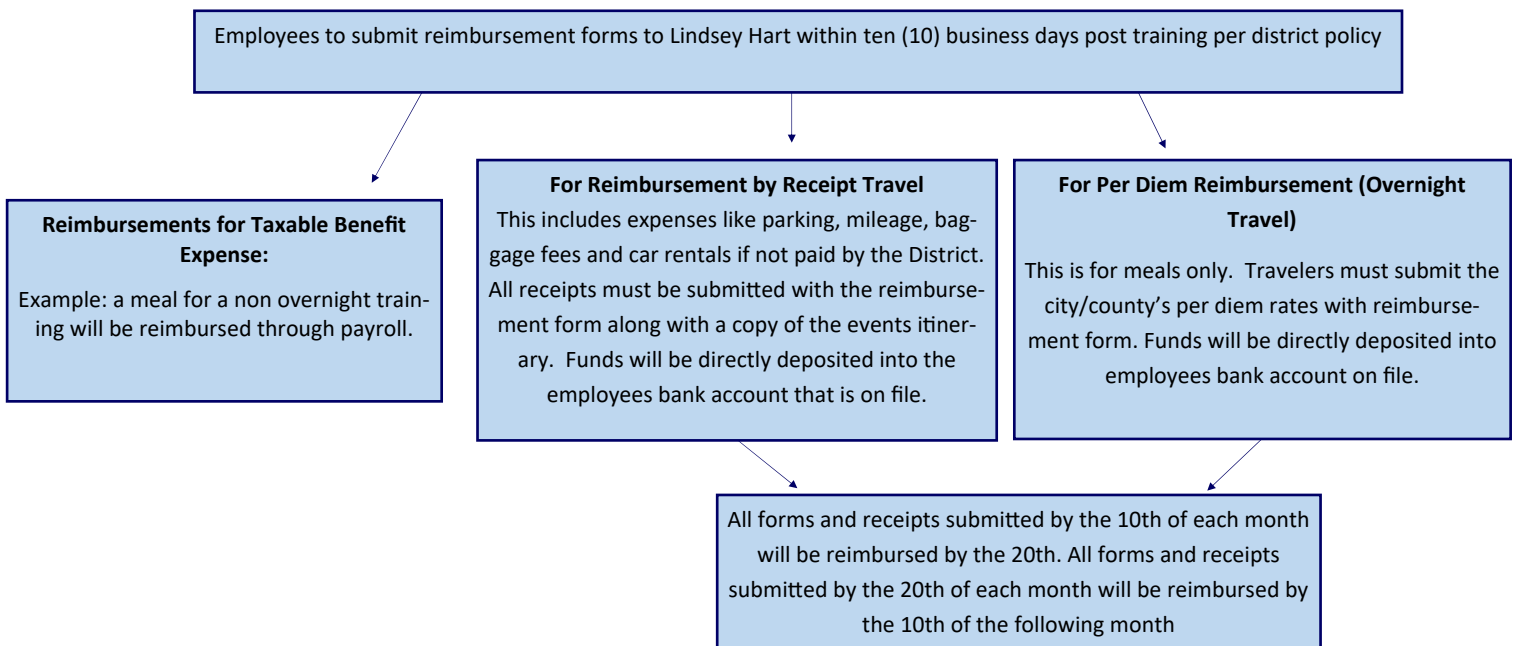 Employees to submit reimbursement forms to Lindsey Hart within ten (10) business days post training per district policy
Reimbursements for Taxable Benefit
Expense:
Example: a meal for a non overnight train-
ing will be reimbursed through payroll.
For Reimbursement by Receipt Travel
This includes expenses like parking, mileage, bag-
gage fees and car rentals if not paid by the District.
All receipts must be submitted with the reimburse-
ment form along with a copy of the events itiner-
ary.  Funds will be directly deposited into the
employees bank account that is on file.
For Per Diem Reimbursement (Overnight
Travel)
This is for meals only.  Travelers must submit the
city/county’s per diem rates with reimburse-
ment form. Funds will be directly deposited into
employees bank account on file.
All forms and receipts submitted by the 10th of each month
will be reimbursed by the 20th. All forms and receipts
submitted by the 20th of each month will be reimbursed by
the 10th of the following month